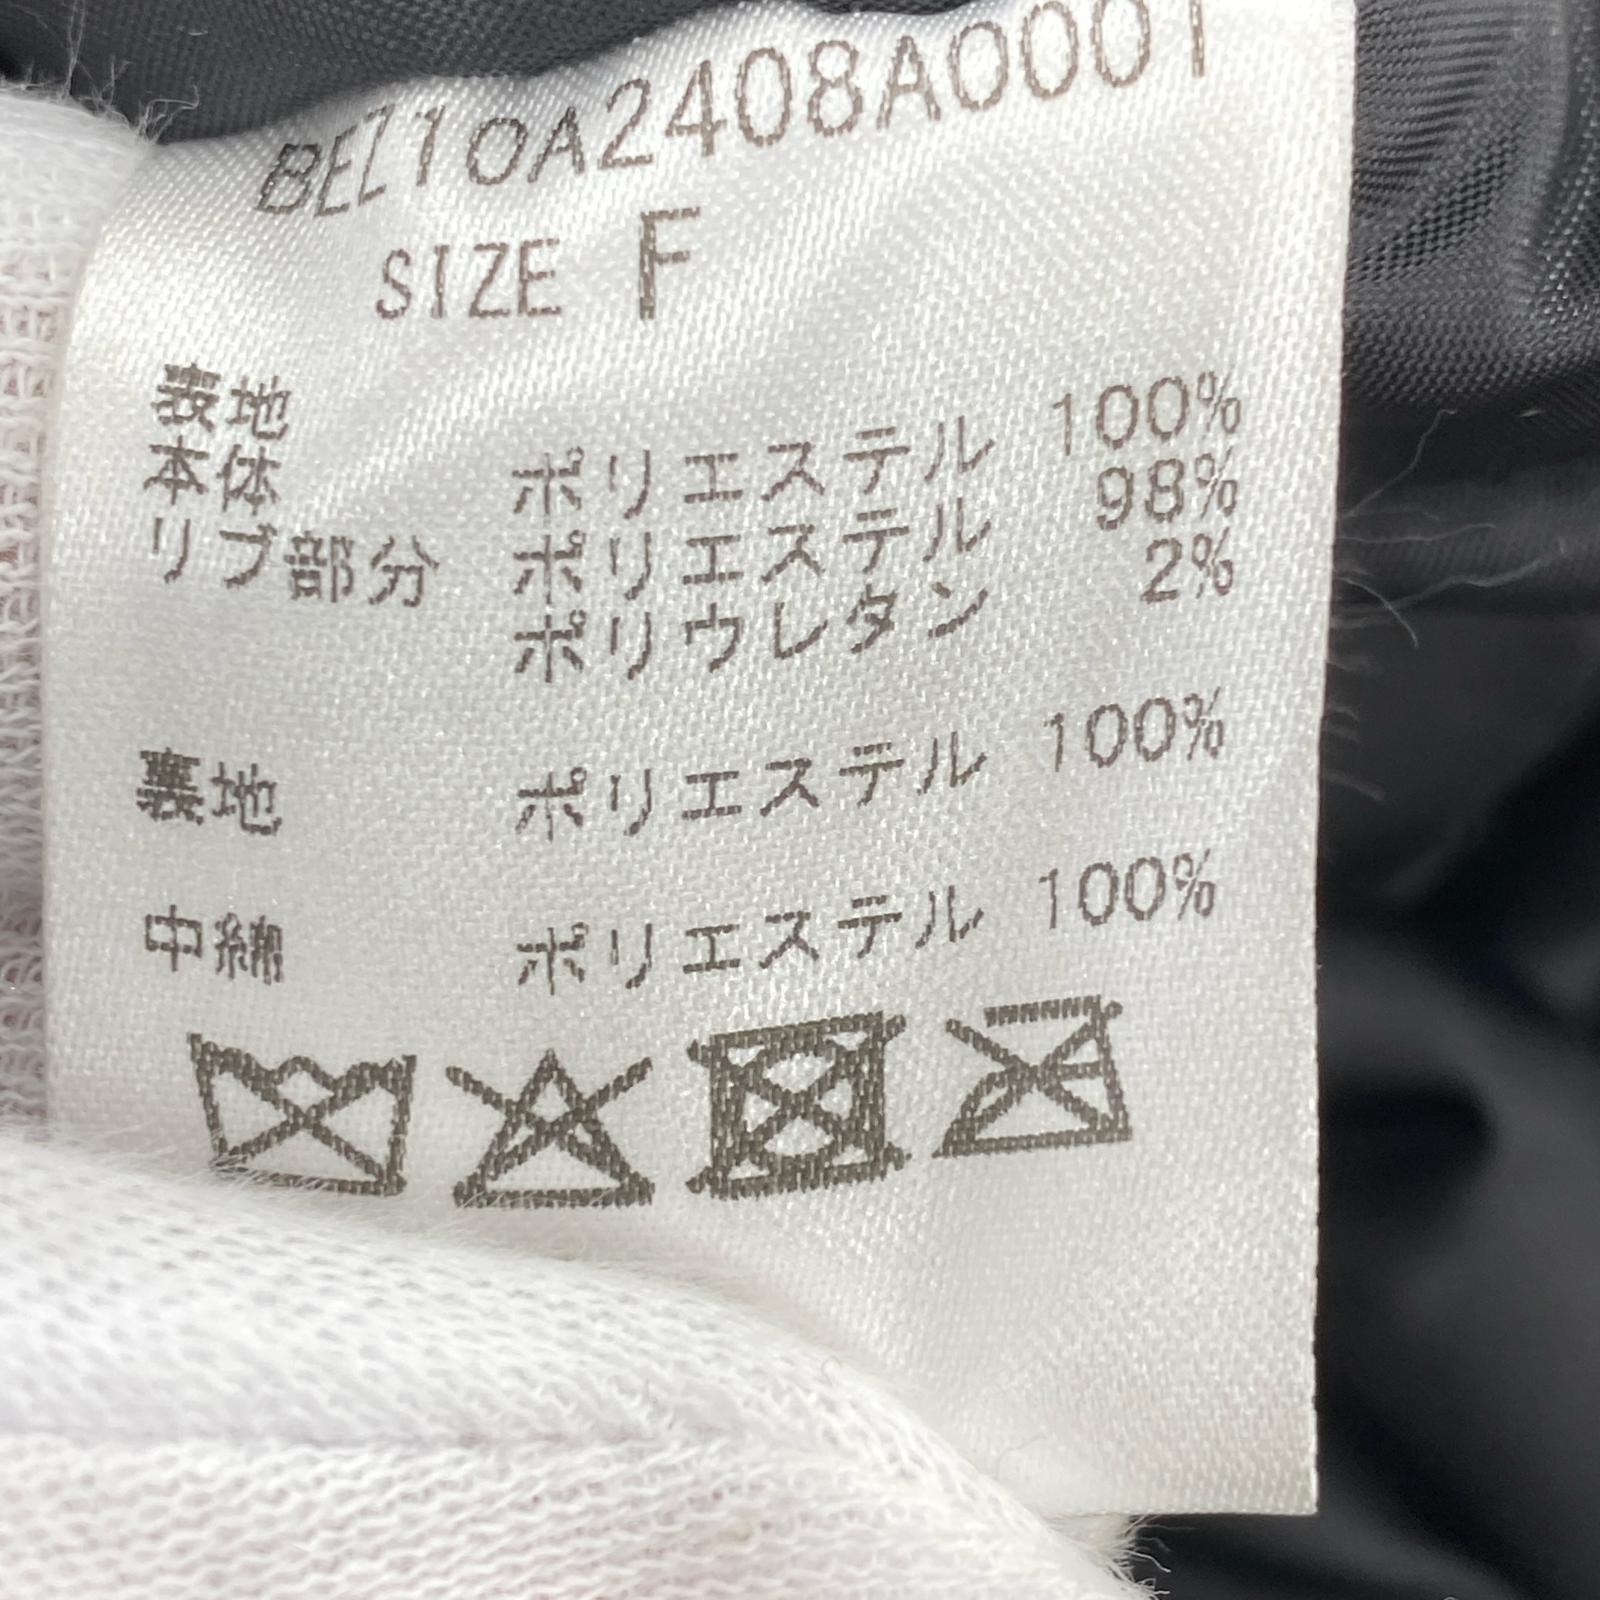 BEZ10A2408A0001
SIZE F
表地
本体 ポリエステル 100%
リブ部分 ポリエステル 98%
ポリウレタン 2%
裏地 ポリエステル 100%
中綿 ポリエステル 100%